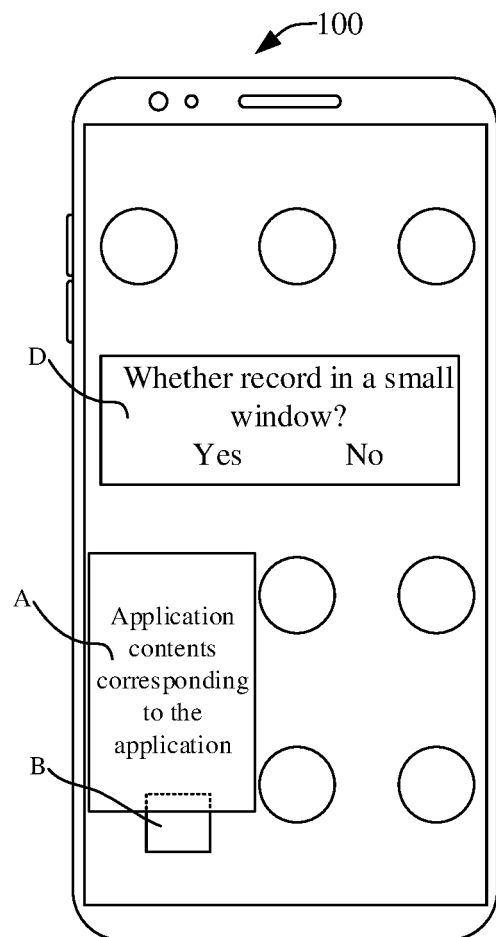 100
D
Whether record in a small
window?
Yes No
A
Application
contents
corresponding
to the
application
B